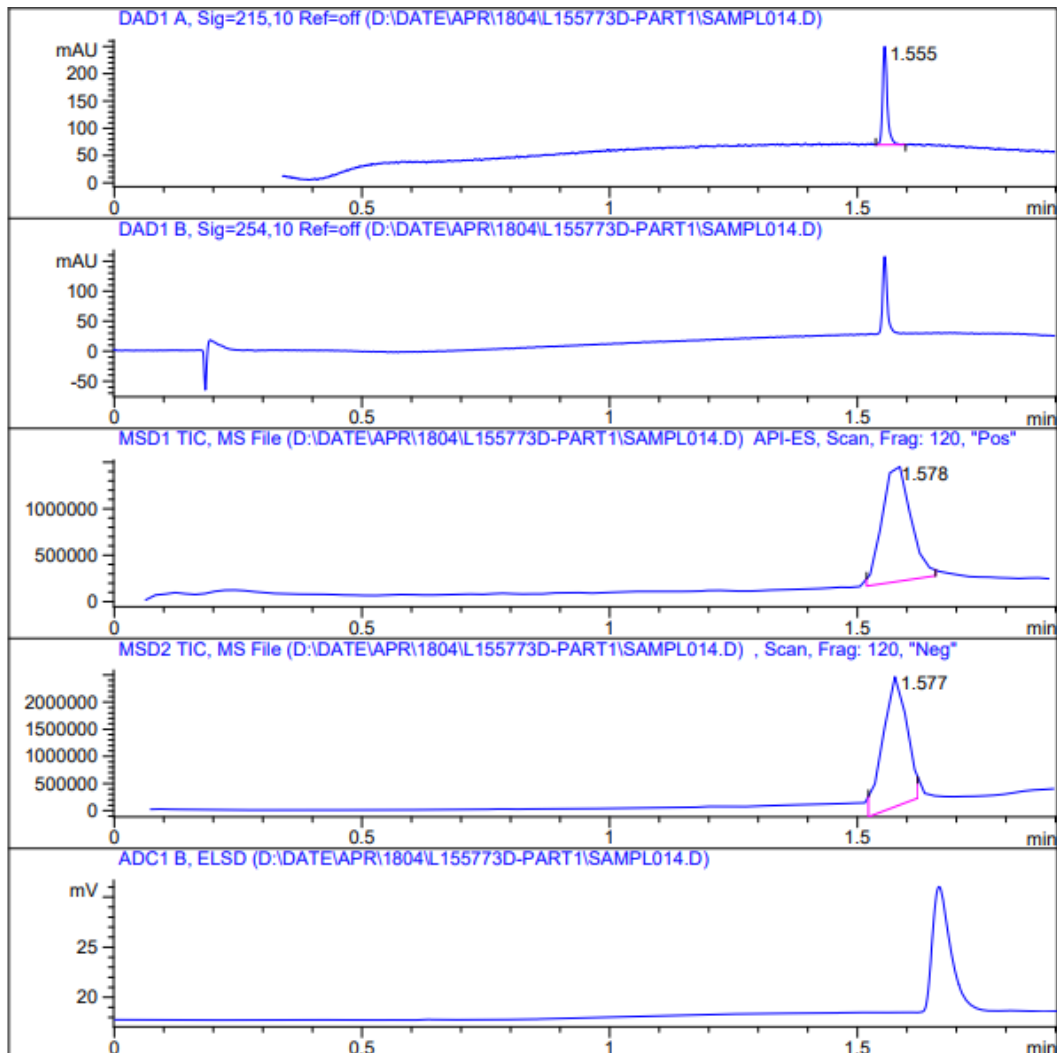 DAD1 A, Sig=215,10 Ref=off (D:\DATE\APR\1804\L155773D-PART1\SAMPL014.D)
mAU
1.555
200
150
100
50
0
0 0.5 1 1.5 min
DAD1 B, Sig=254,10 Ref=off (D:\DATE\APR\1804\L155773D-PART1\SAMPL014.D)
mAU
100
50
0
-50
0 0.5 1 1.5 min
MSD1 TIC, MS File (D:\DATE\APR\1804\L155773D-PART1\SAMPL014.D) API-ES, Scan, Frag: 120, "Pos"
1.578
1000000
500000
0
0 0.5 1 1.5 min
MSD2 TIC, MS File (D:\DATE\APR\1804\L155773D-PART1\SAMPL014.D) , Scan, Frag: 120, "Neg"
1.577
2000000
1500000
1000000
500000
0
0 0.5 1 1.5 min
ADC1 B, ELSD (D:\DATE\APR\1804\L155773D-PART1\SAMPL014.D)
mV
25
20
0 0.5 1 1.5 min